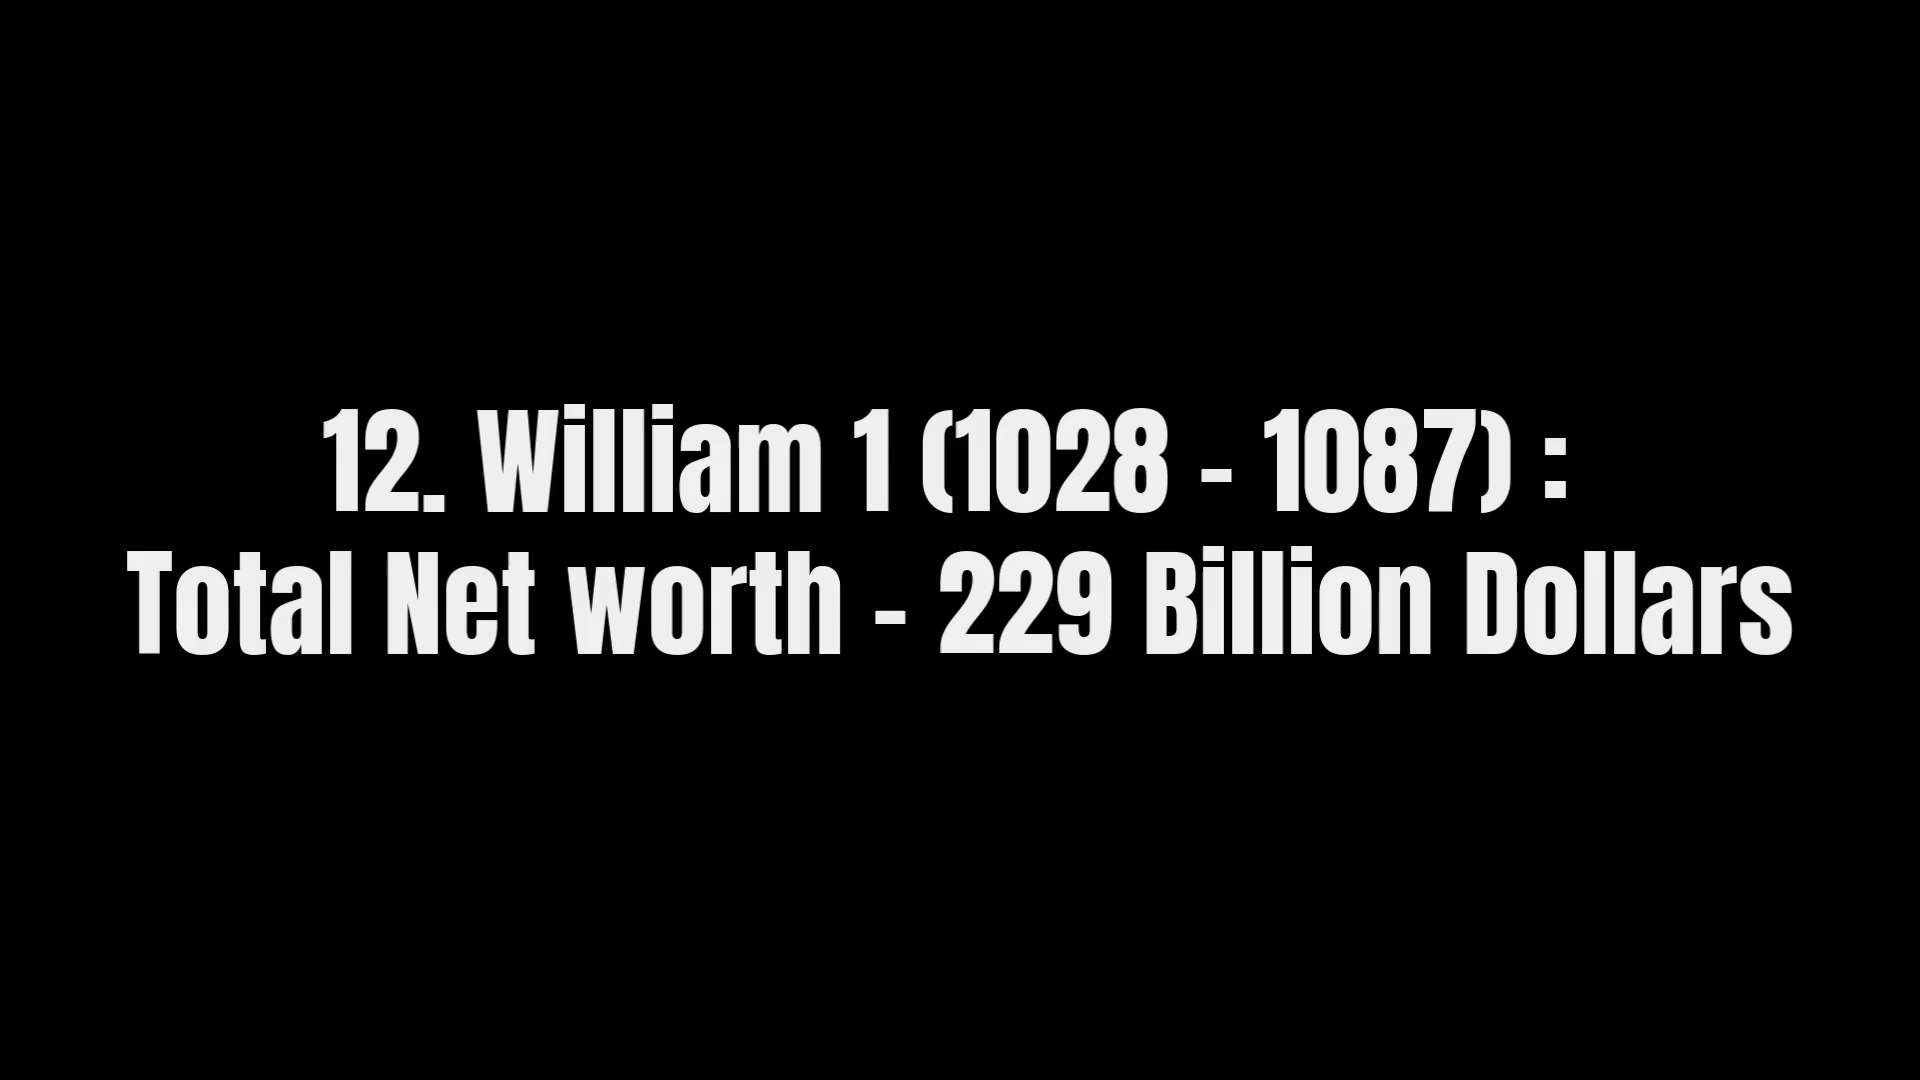 12. William 1 (1028 - 1087) :
Total Net worth - 229 Billion Dollars